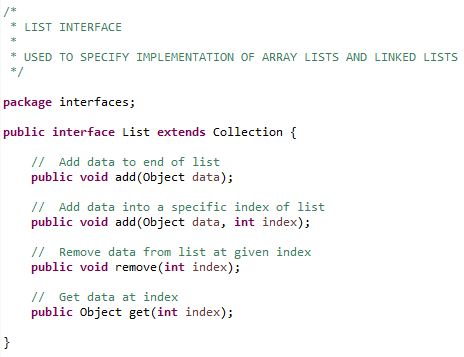 /*
 * LIST INTERFACE
 *
 * USED TO SPECIFY IMPLEMENTATION OF ARRAY LISTS AND LINKED LISTS
 */
package interfaces;
public interface List extends Collection {
    //  Add data to end of list
    public void add(Object data);
    //  Add data into a specific index of list
    public void add(Object data, int index);
    //  Remove data from list at given index
    public void remove(int index);
    //  Get data at index
    public Object get(int index);
}